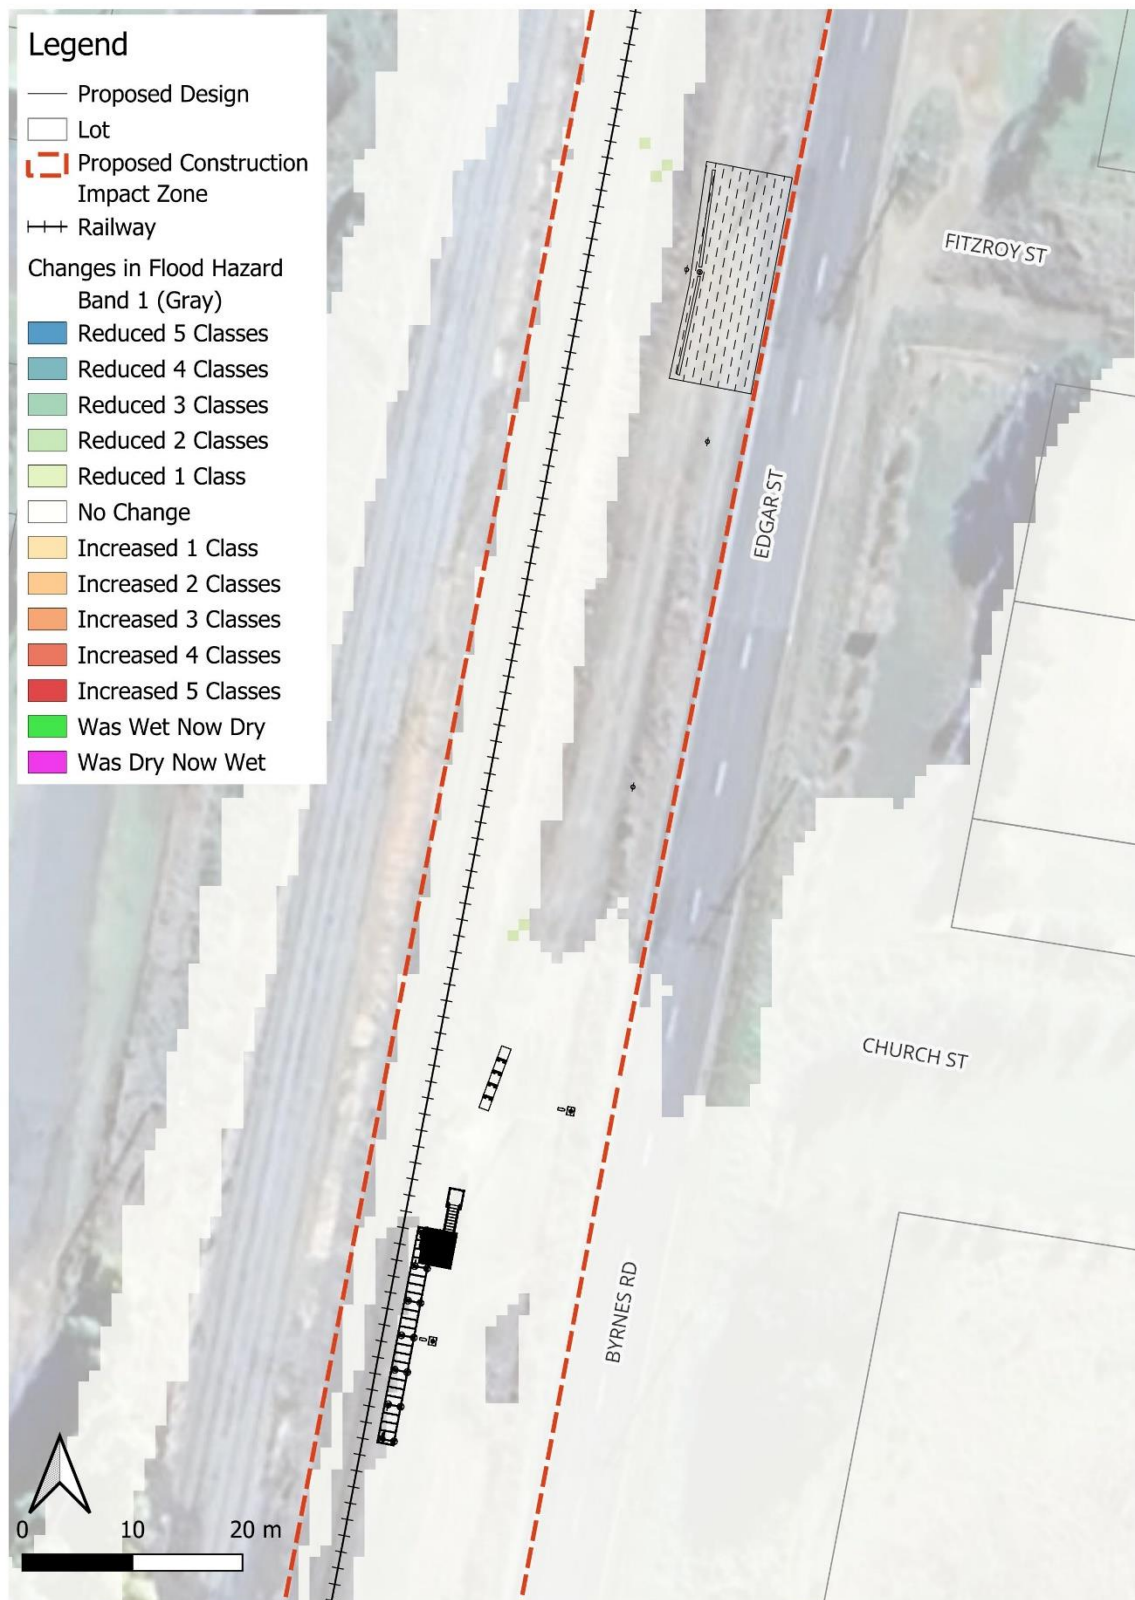 Legend
Proposed Design
Lot
Proposed Construction
Impact Zone
Railway
Changes in Flood Hazard
Band 1 (Gray)
Reduced 5 Classes
Reduced 4 Classes
Reduced 3 Classes
Reduced 2 Classes
Reduced 1 Class
No Change
Increased 1 Class
Increased 2 Classes
Increased 3 Classes
Increased 4 Classes
Increased 5 Classes
Was Wet Now Dry
Was Dry Now Wet
FITZROY ST
EDGAR ST
CHURCH ST
BYRNES RD
0 10 20 m